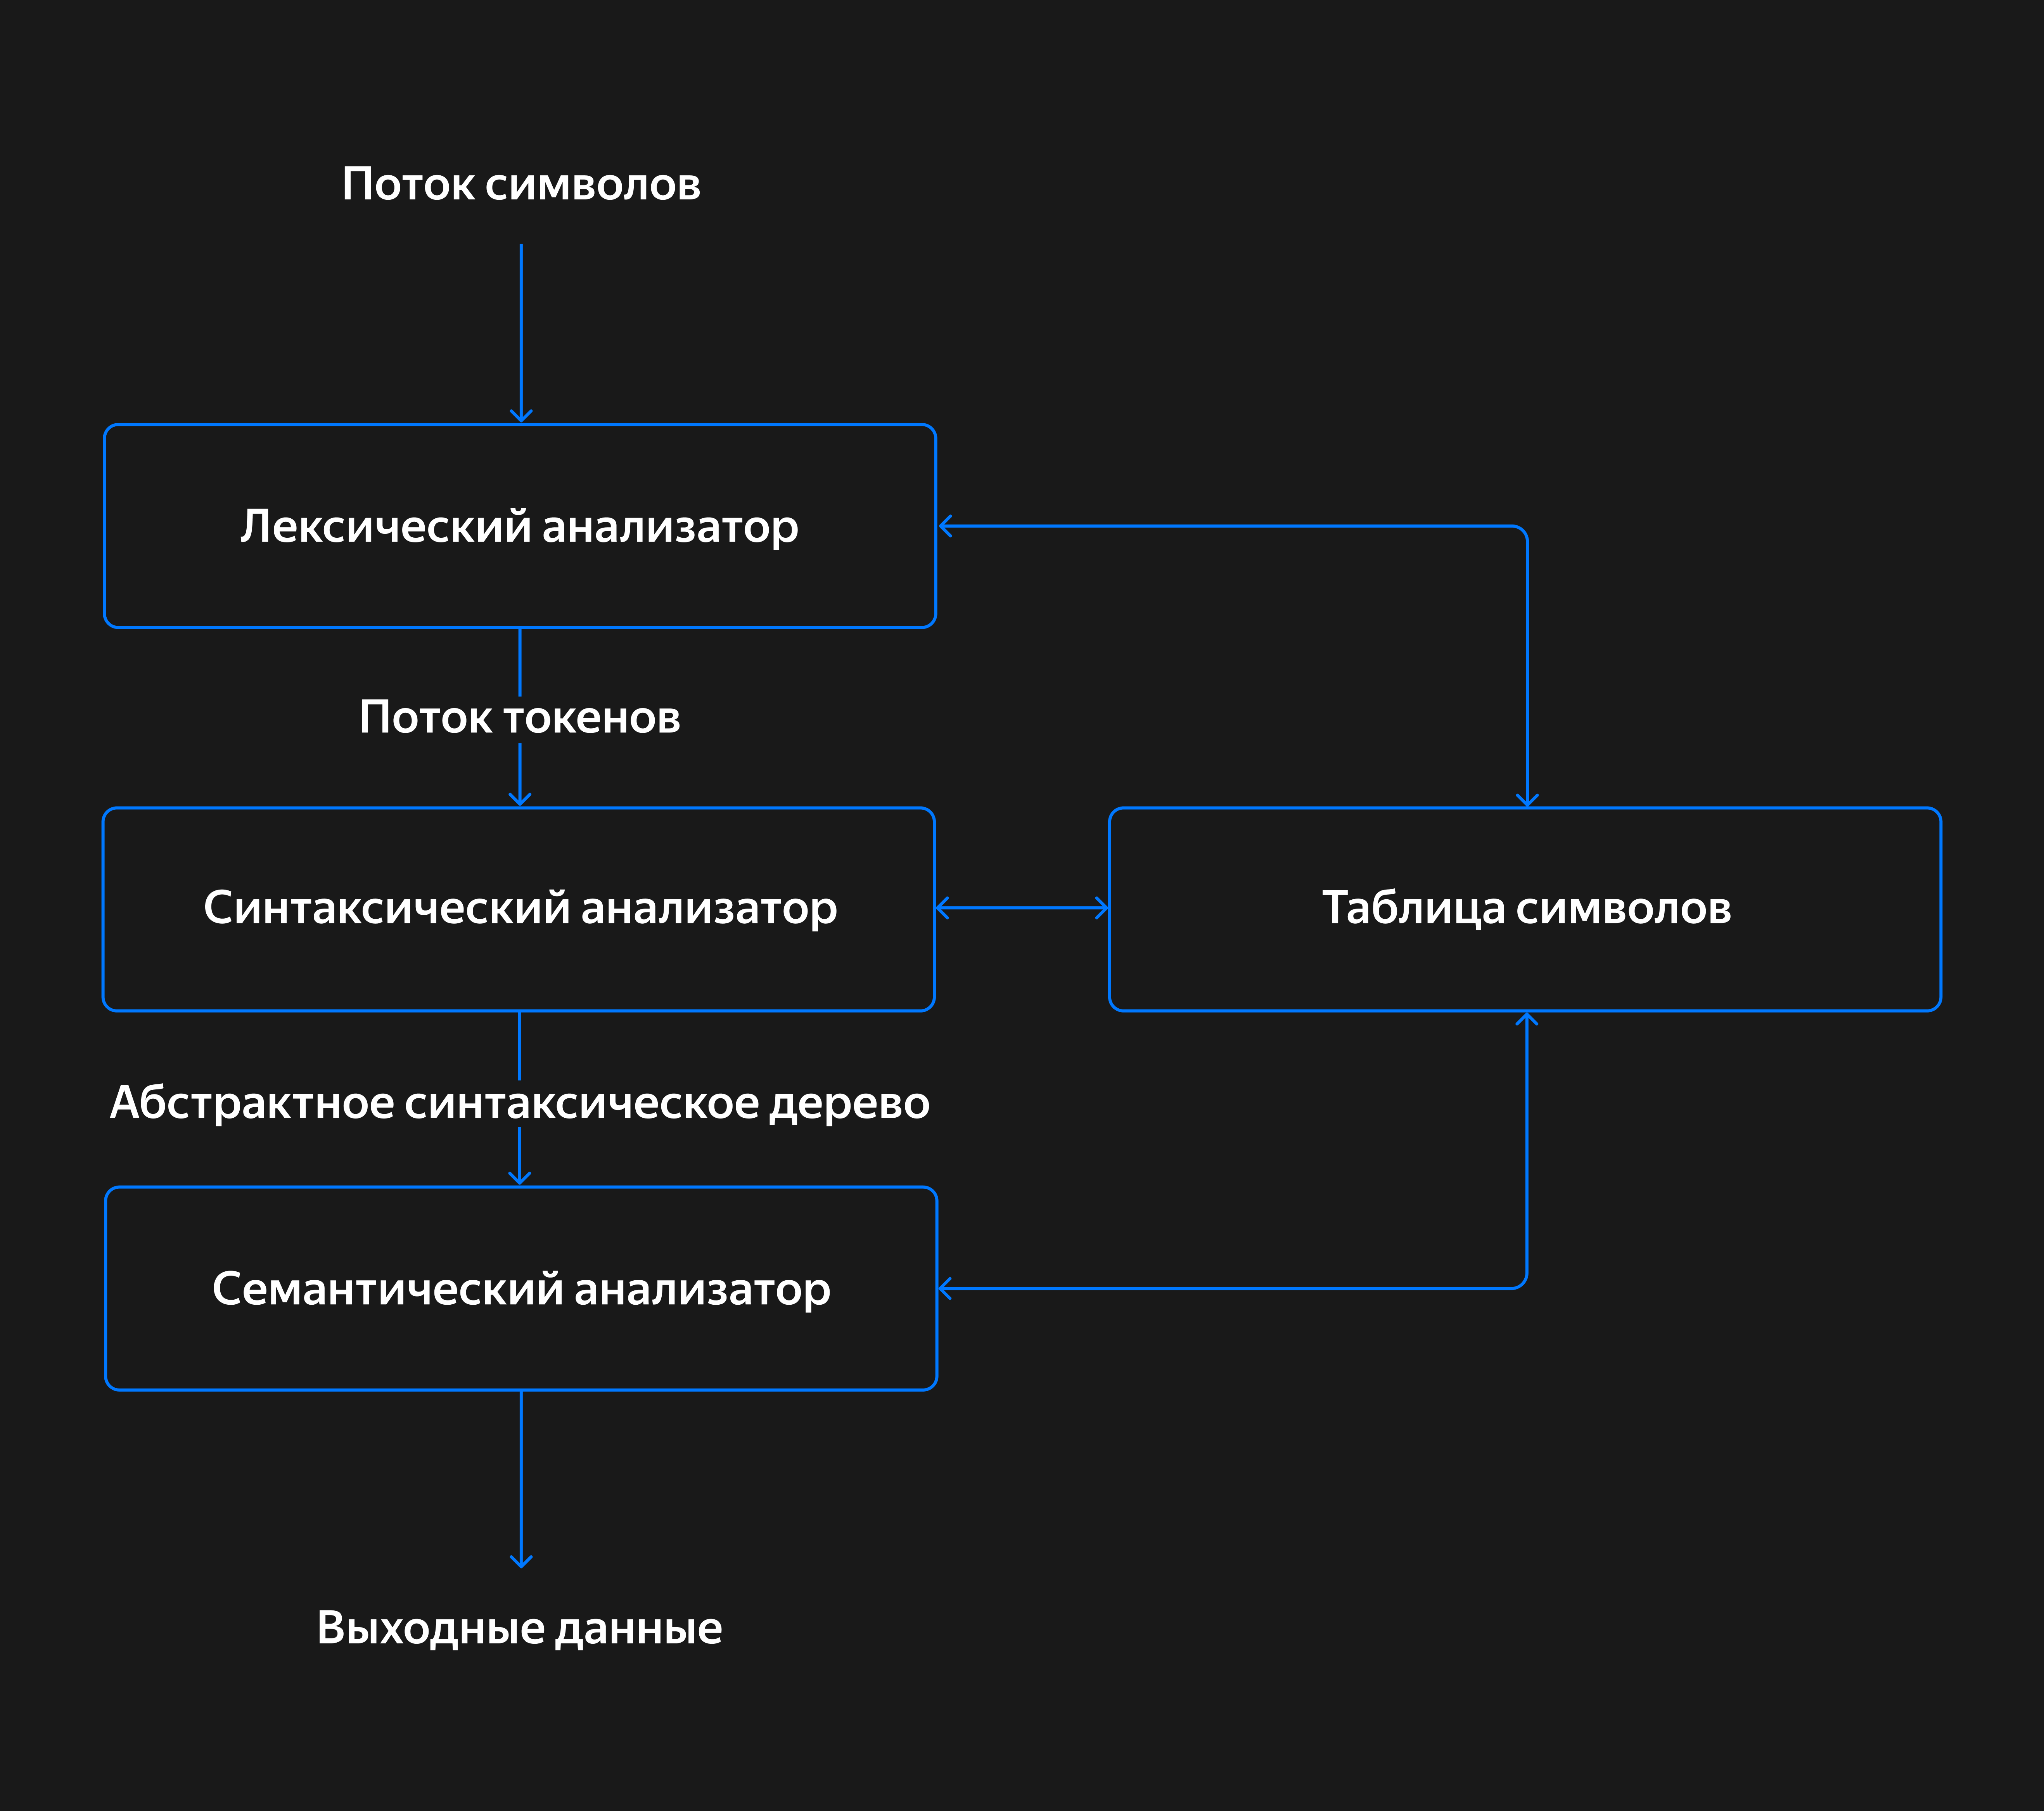 Поток символов
Лексический анализатор
Поток токенов
Синтаксический анализатор
Таблица символов
Абстрактное синтаксическое дерево
Семантический анализатор
Выходные данные